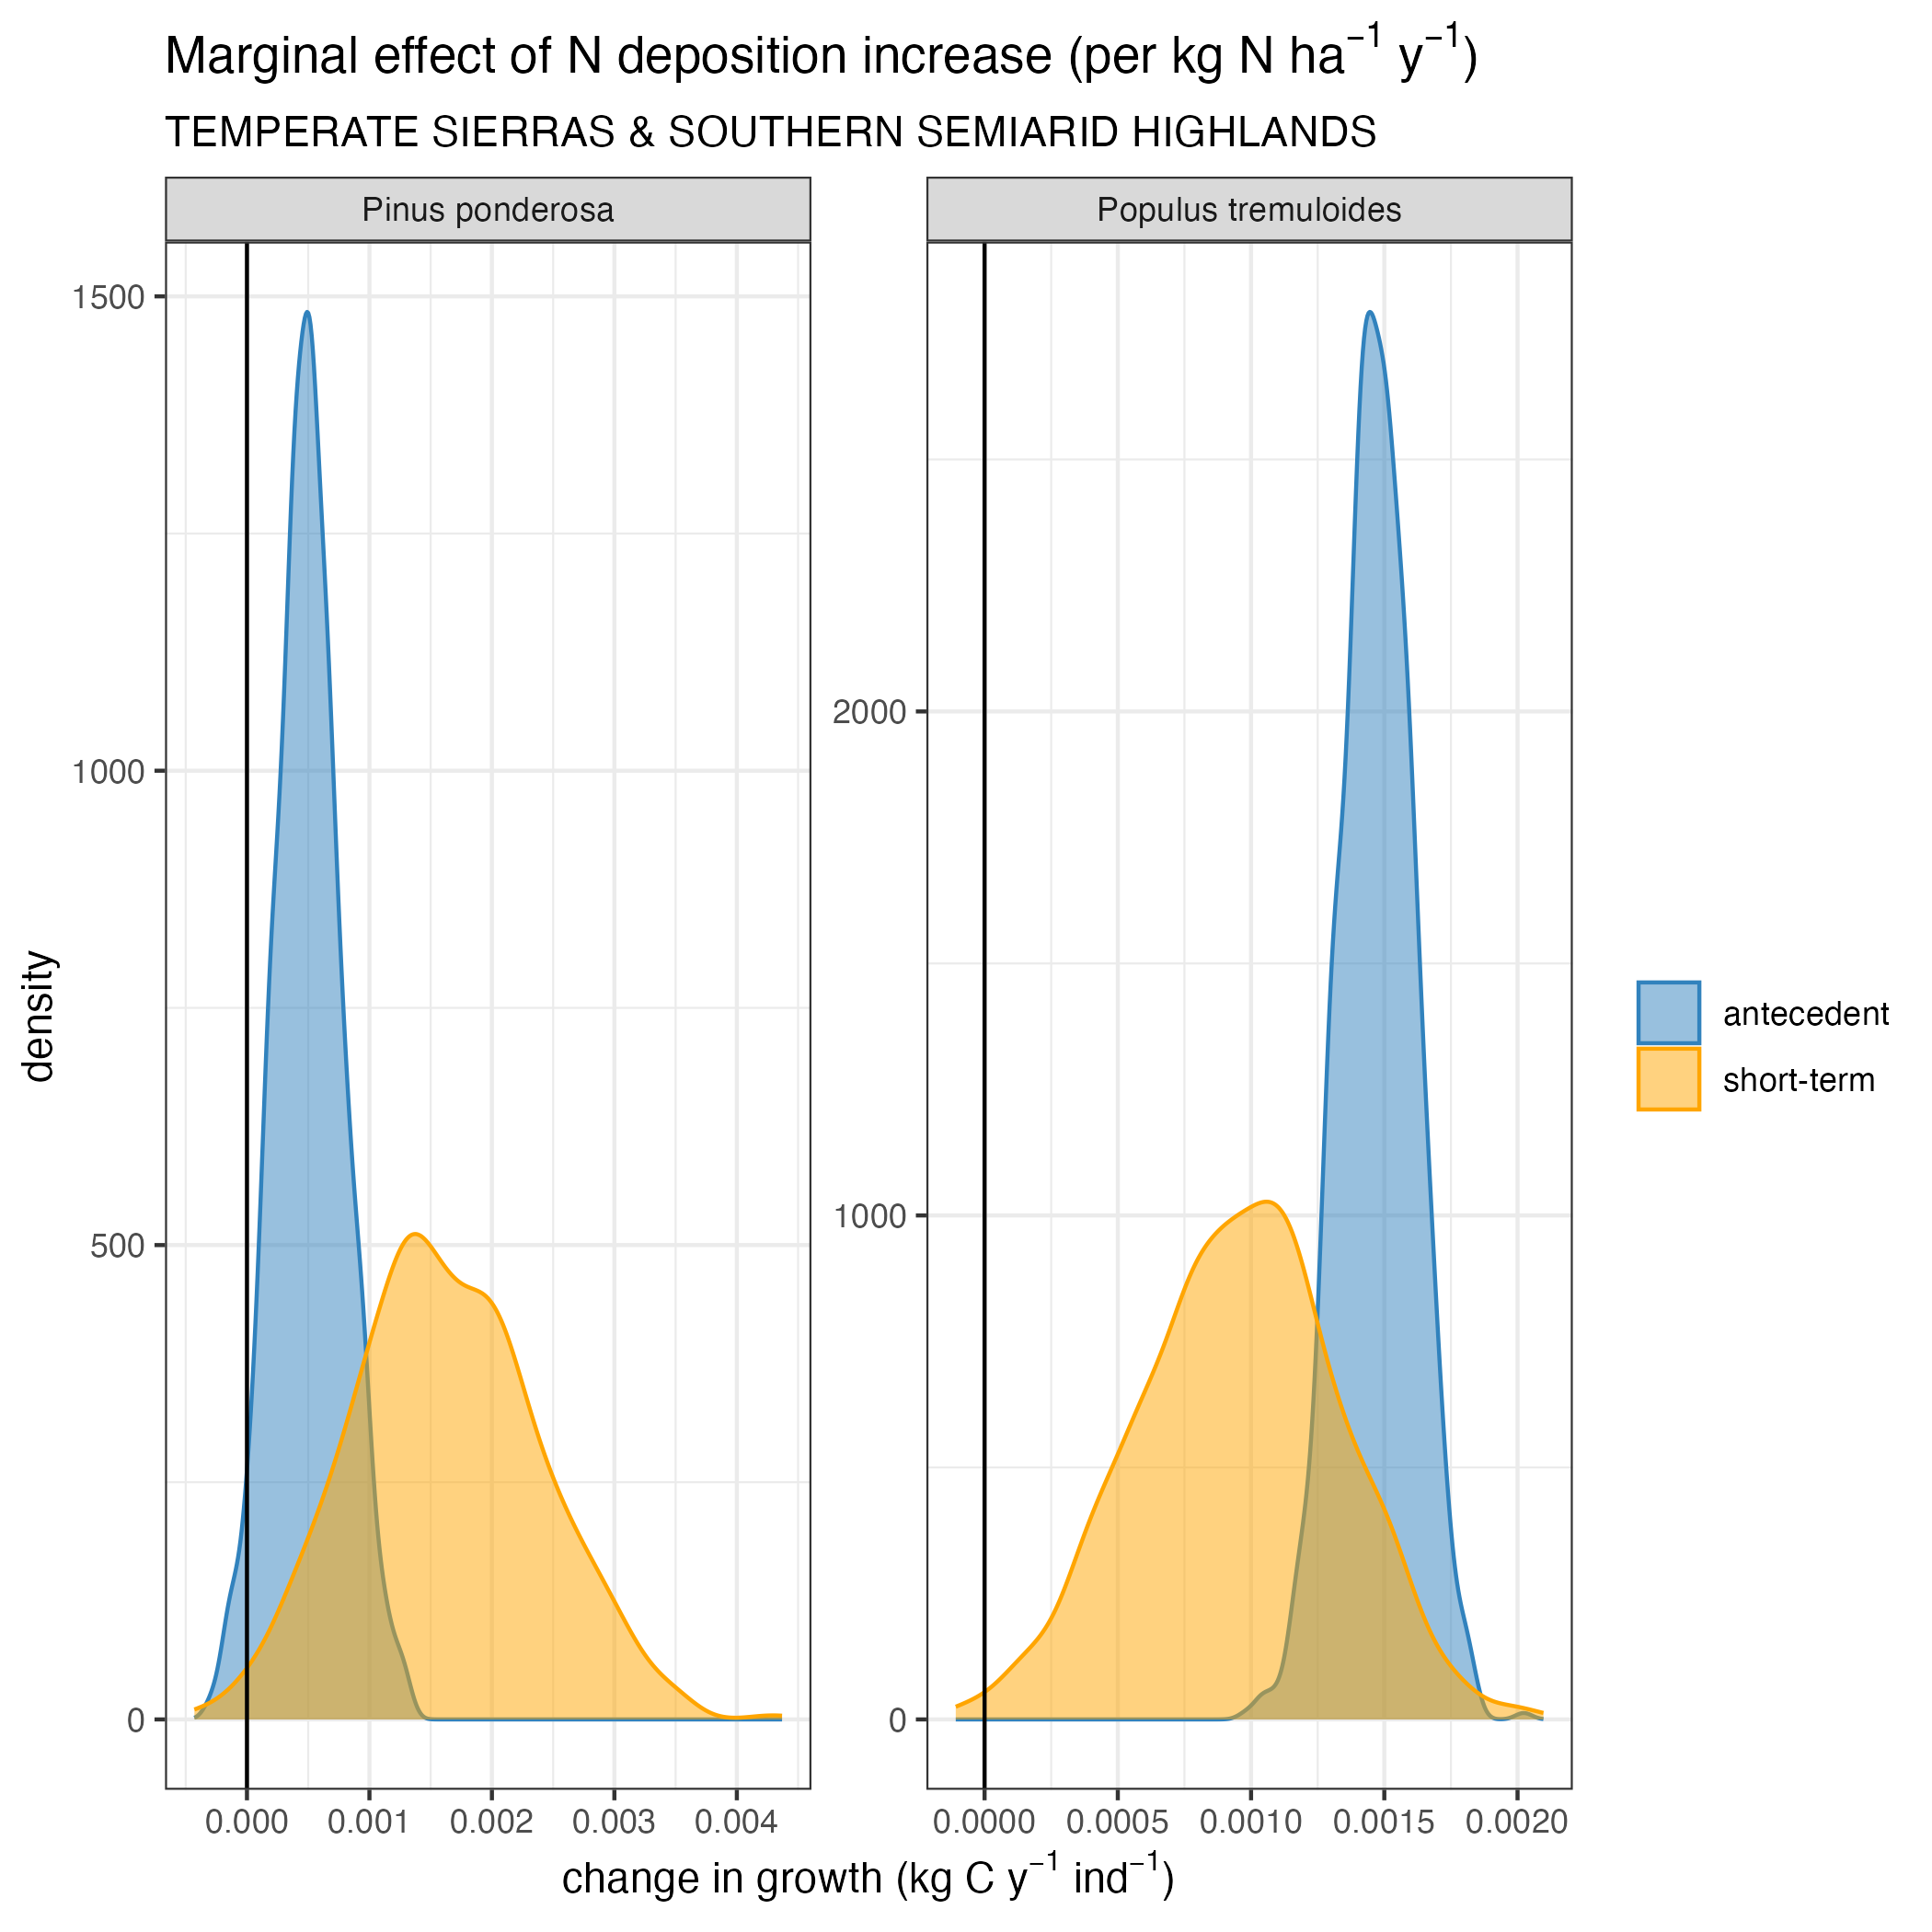 Marginal effect of N deposition increase (per kg N ha⁻¹ y⁻¹)
TEMPERATE SIERRAS & SOUTHERN SEMIARID HIGHLANDS
Pinus ponderosa
Populus tremuloides
density
1500
1000
500
0
2000
1000
0
0.000 0.001 0.002 0.003 0.004
0.0000 0.0005 0.0010 0.0015 0.0020
change in growth (kg C y⁻¹ ind⁻¹)
antecedent
short-term